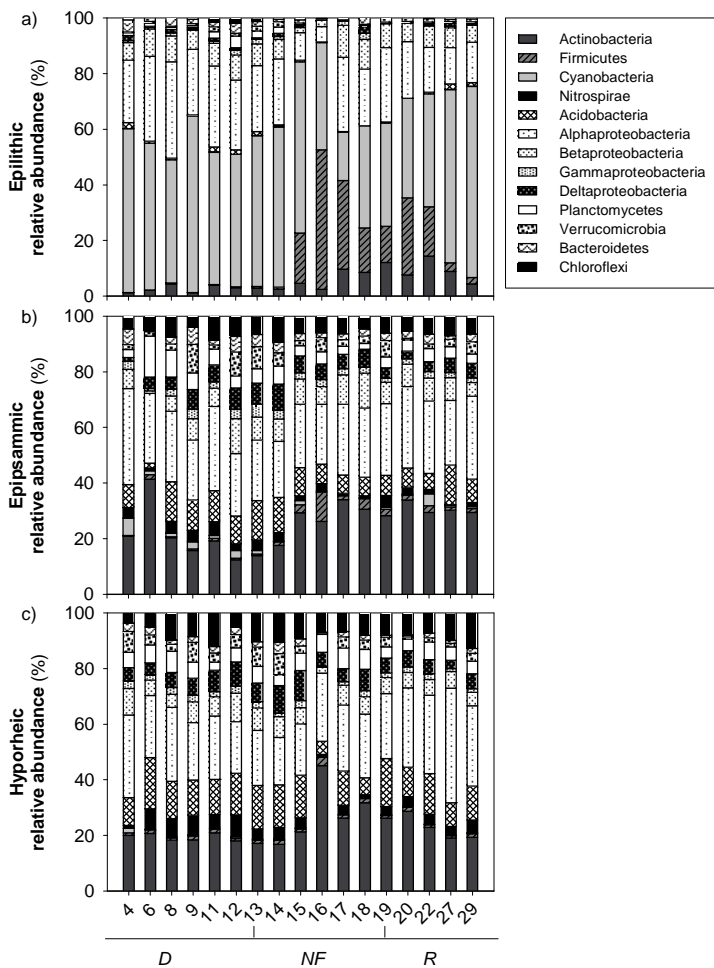 a)
Epilithic
relative abundance (%)
100
80
60
40
20
0
Actinobacteria
Firmicutes
Cyanobacteria
Nitrospirae
Acidobacteria
Alphaproteobacteria
Betaproteobacteria
Gammaproteobacteria
Deltaproteobacteria
Planctomycetes
Verrucomicrobia
Bacteroidetes
Chloroflexi
b)
Epipsammic
relative abundance (%)
100
80
60
40
20
0
c)
Hyporheic
relative abundance (%)
100
80
60
40
20
0
4 6 8 9 11 12 13 14 15 16 17 18 19 20 22 27 29
D NF R